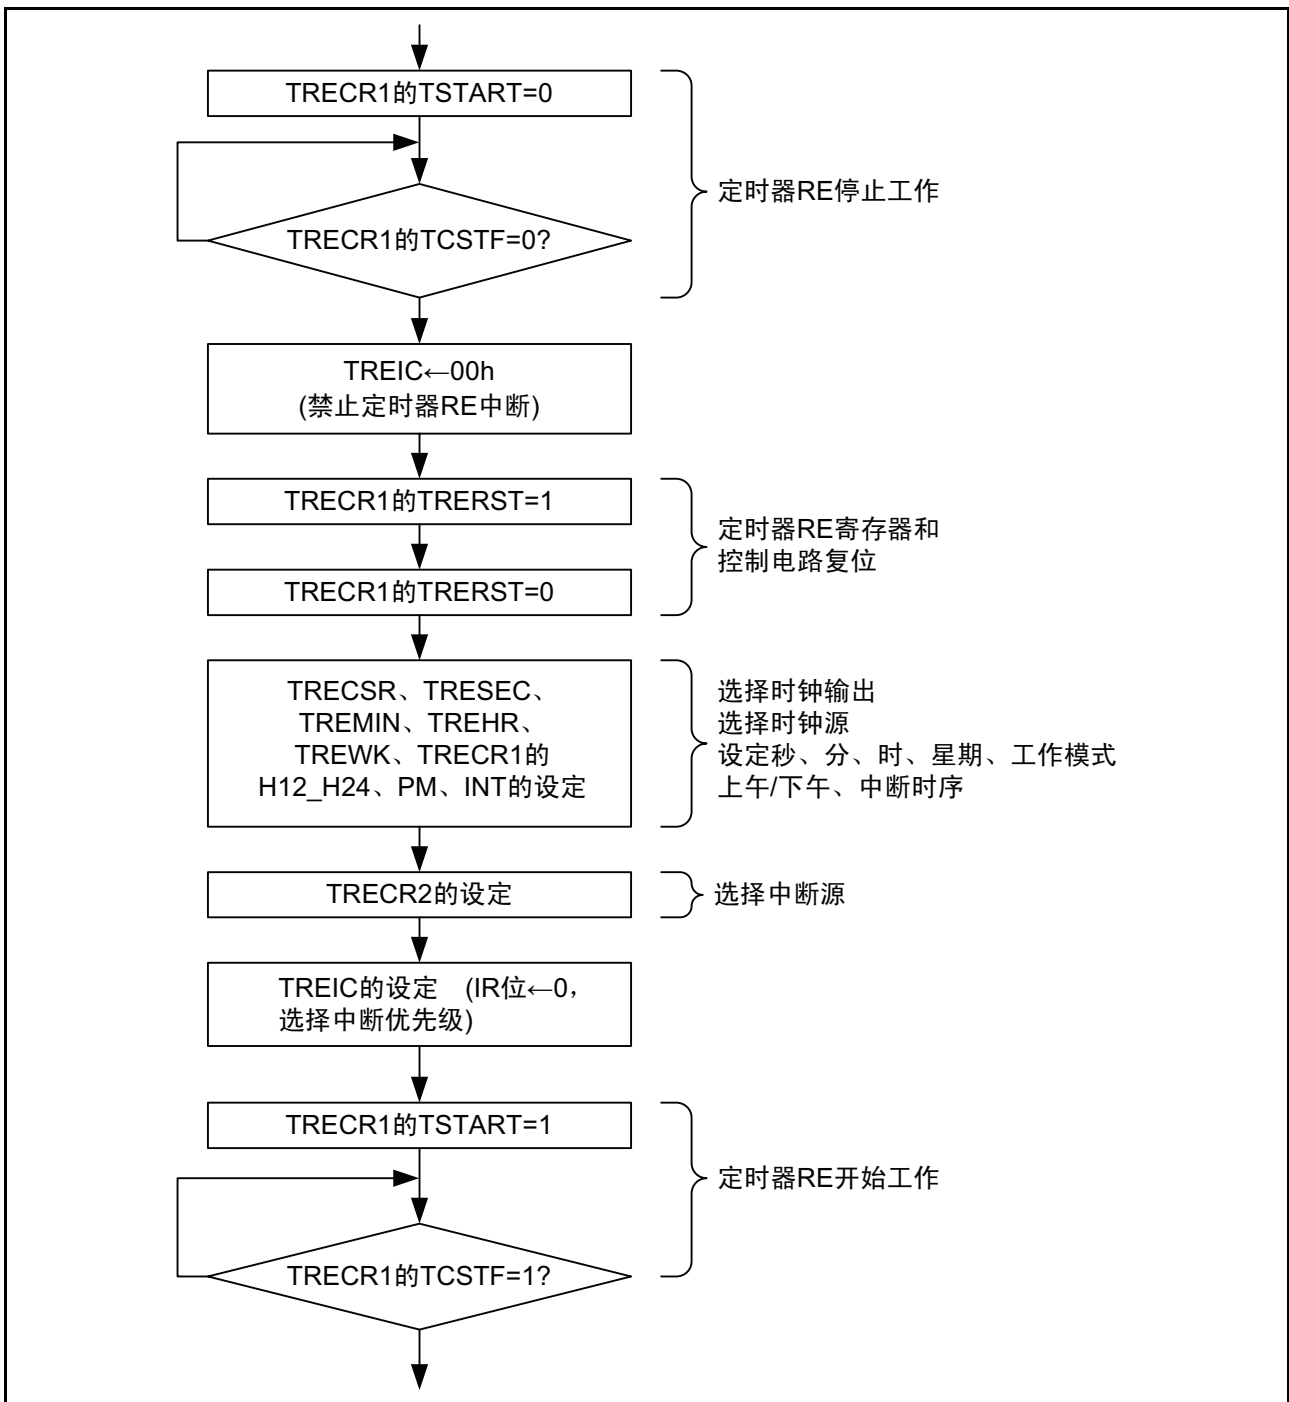 TRECR1的TSTART=0
TRECR1的TCSTF=0?
定时器RE停止工作
TREIC←00h
(禁止定时器RE中断)
TRECR1的TRERST=1
TRECR1的TRERST=0
定时器RE寄存器和
控制电路复位
TRECSR、TRESEC、
TREMIN、TREHR、
TREWK、TRECR1的
H12_H24、PM、INT的设定
选择时钟输出
选择时钟源
设定秒、分、时、星期、工作模式
上午/下午、中断时序
TRECR2的设定
选择中断源
TREIC的设定 (IR位←0，
选择中断优先级)
TRECR1的TSTART=1
TRECR1的TCSTF=1?
定时器RE开始工作